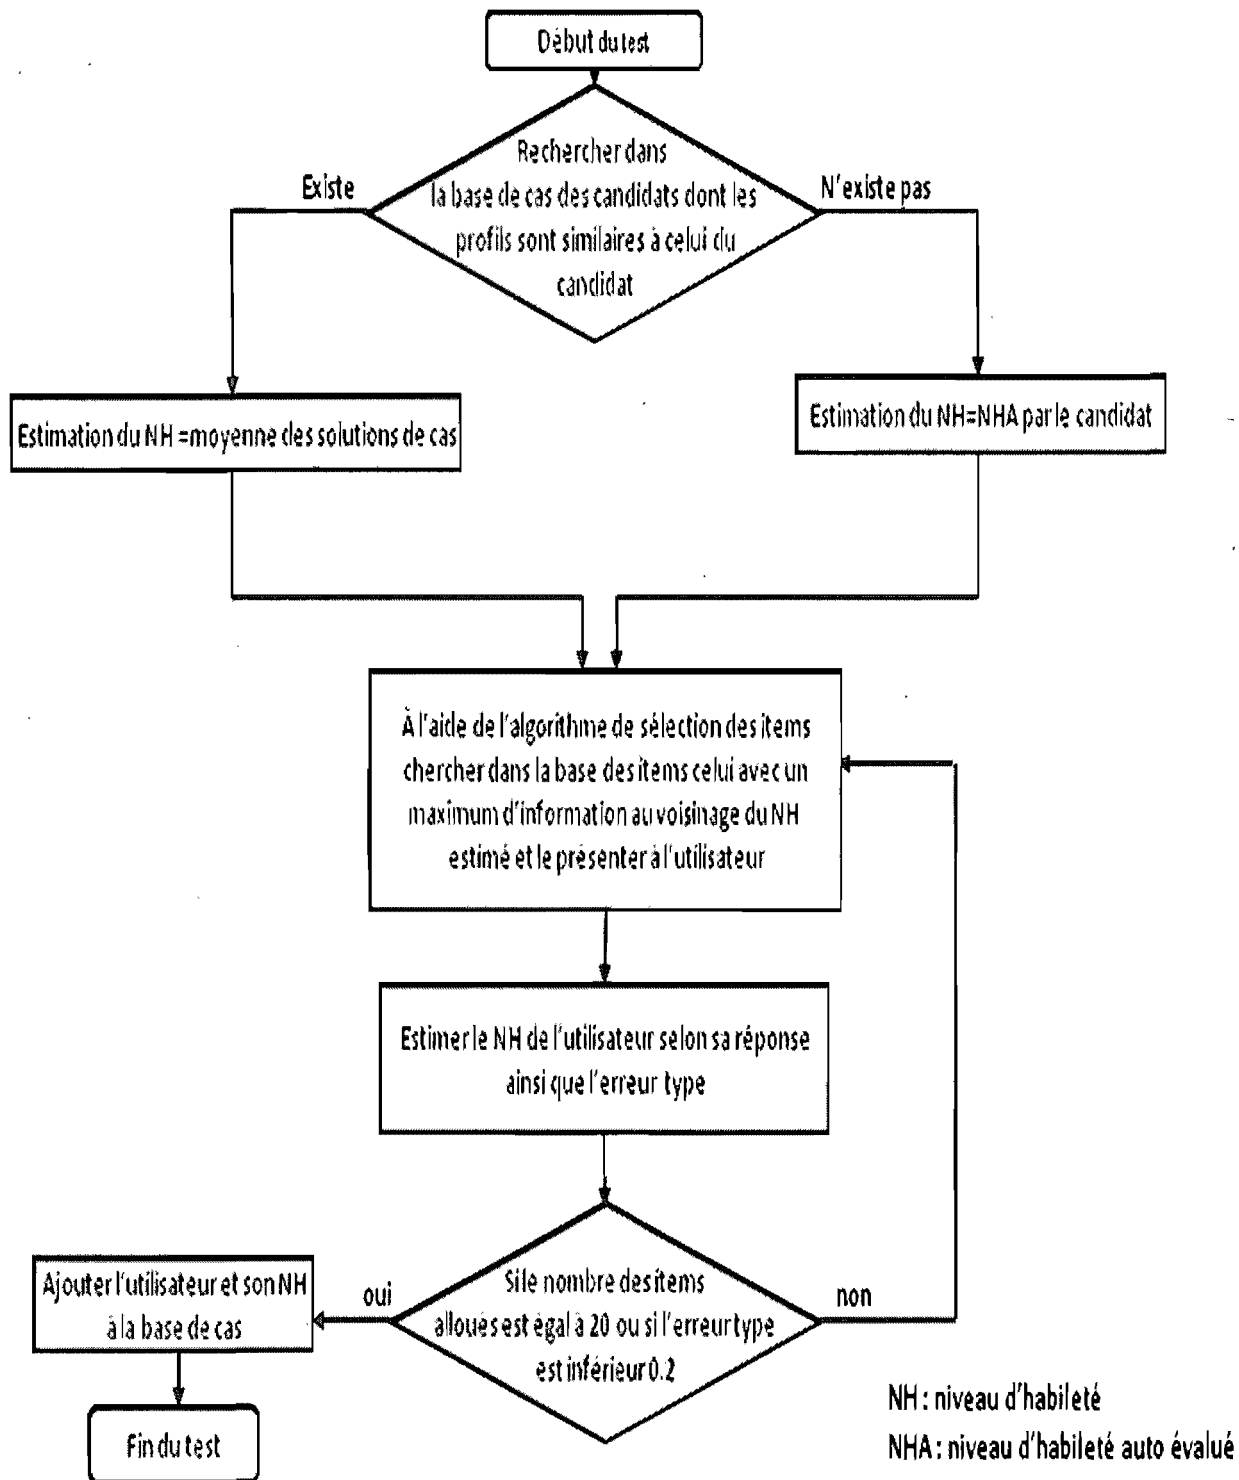 Début du test
Rechercher dans
la base de cas des candidats dont les
profils sont similaires à celui du
candidat
Existe
N'existe pas
Estimation du NH =moyenne des solutions de cas
Estimation du NH=NHA par le candidat
À l'aide de l'algorithme de sélection des items
chercher dans la base des items celui avec un
maximum d'information au voisinage du NH
estimé et le présenter à l'utilisateur
Estimer le NH de l'utilisateur selon sa réponse
ainsi que l'erreur type
Si le nombre des items
alloués est égal à 20 ou si l'erreur type
est inférieur 0.2
oui
non
Ajouter l'utilisateur et son NH
à la base de cas
Fin du test
NH : niveau d'habileté
NHA : niveau d'habileté auto évalué